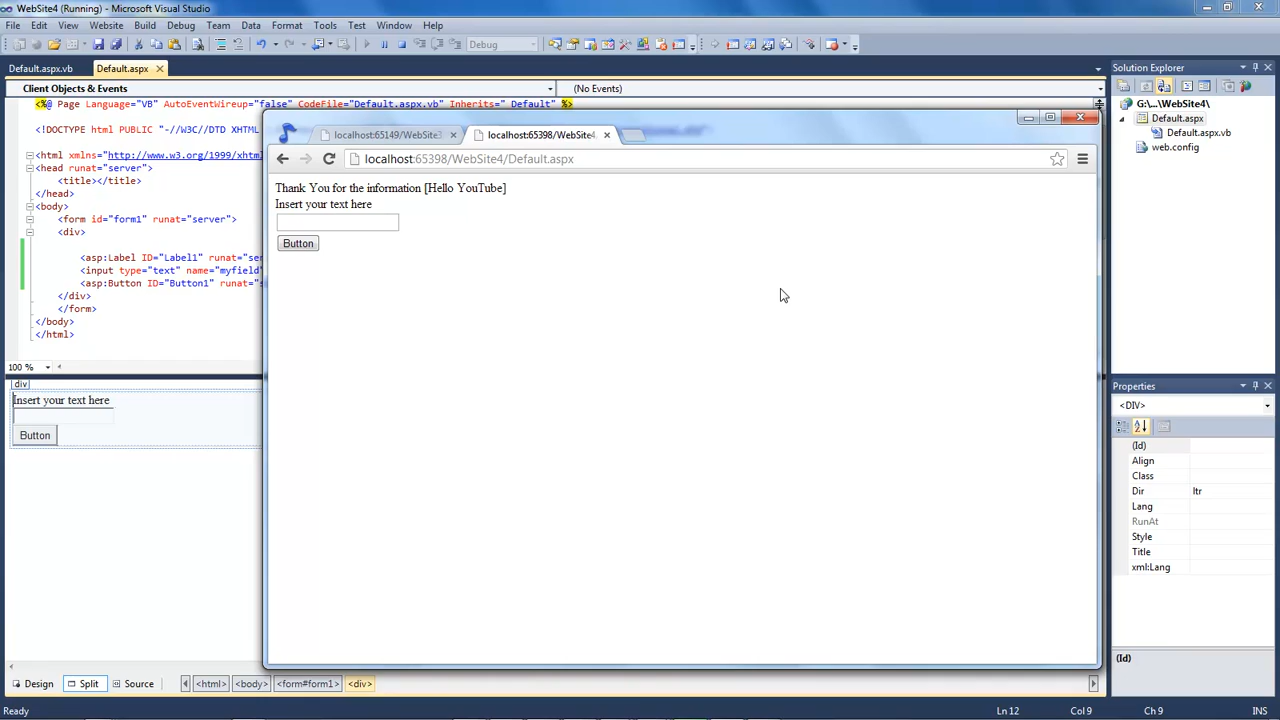 WebSite4 (Running) - Microsoft Visual Studio
File Edit View Website Build Debug Team Data Format Tools Test Window Help
Debug
Default.aspx.vb Default.aspx
Client Objects & Events (No Events)
<%@ Page Language="VB" AutoEventWireup="false" CodeFile="Default.aspx.vb" Inherits="_Default" %>
<!DOCTYPE html PUBLIC "-//W3C//DTD XHTML
<html xmlns="http://www.w3.org/1999/xhtml
<head runat="server">
<title></title>
</head>
<body>
<form id="form1" runat="server">
<div>
<asp:Label ID="Label1" runat="ser
<input type="text" name="myfield"
<asp:Button ID="Button1" runat="s
</div>
</form>
</body>
</html>
100 %
div
Insert your text here
Button
Design Split Source <html> <body> <form#form1> <div>
Ready Ln 12 Col 9 Ch 9 INS
localhost:65149/WebSite3 localhost:65398/WebSite4
localhost:65398/WebSite4/Default.aspx
Thank You for the information [Hello YouTube]
Insert your text here
Button
Solution Explorer
G:\...\WebSite4\
Default.aspx
Default.aspx.vb
web.config
Properties
<DIV>
(Id)
Align
Class
Dir ltr
Lang
RunAt
Style
Title
xml:Lang
(Id)